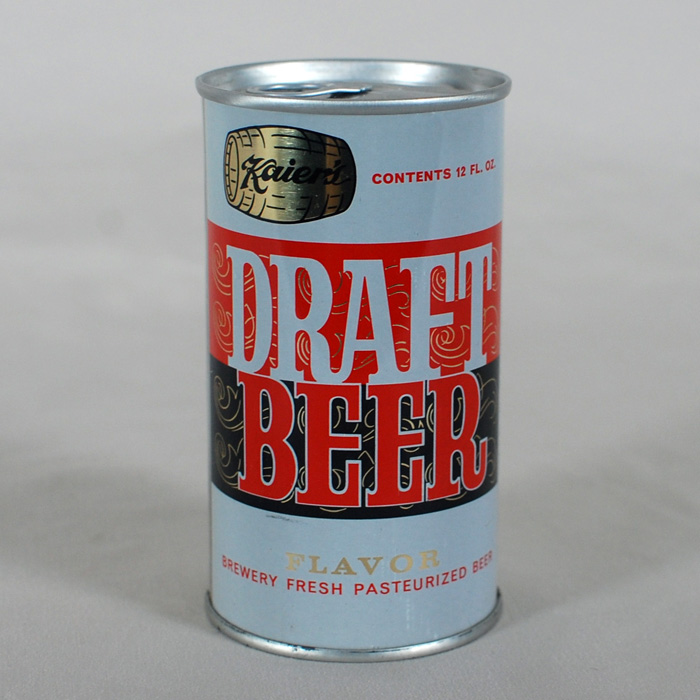 Kaier's
CONTENTS 12 FL. OZ.
DRAFT
BEER
FLAVOR
BREWERY FRESH PASTEURIZED BEER